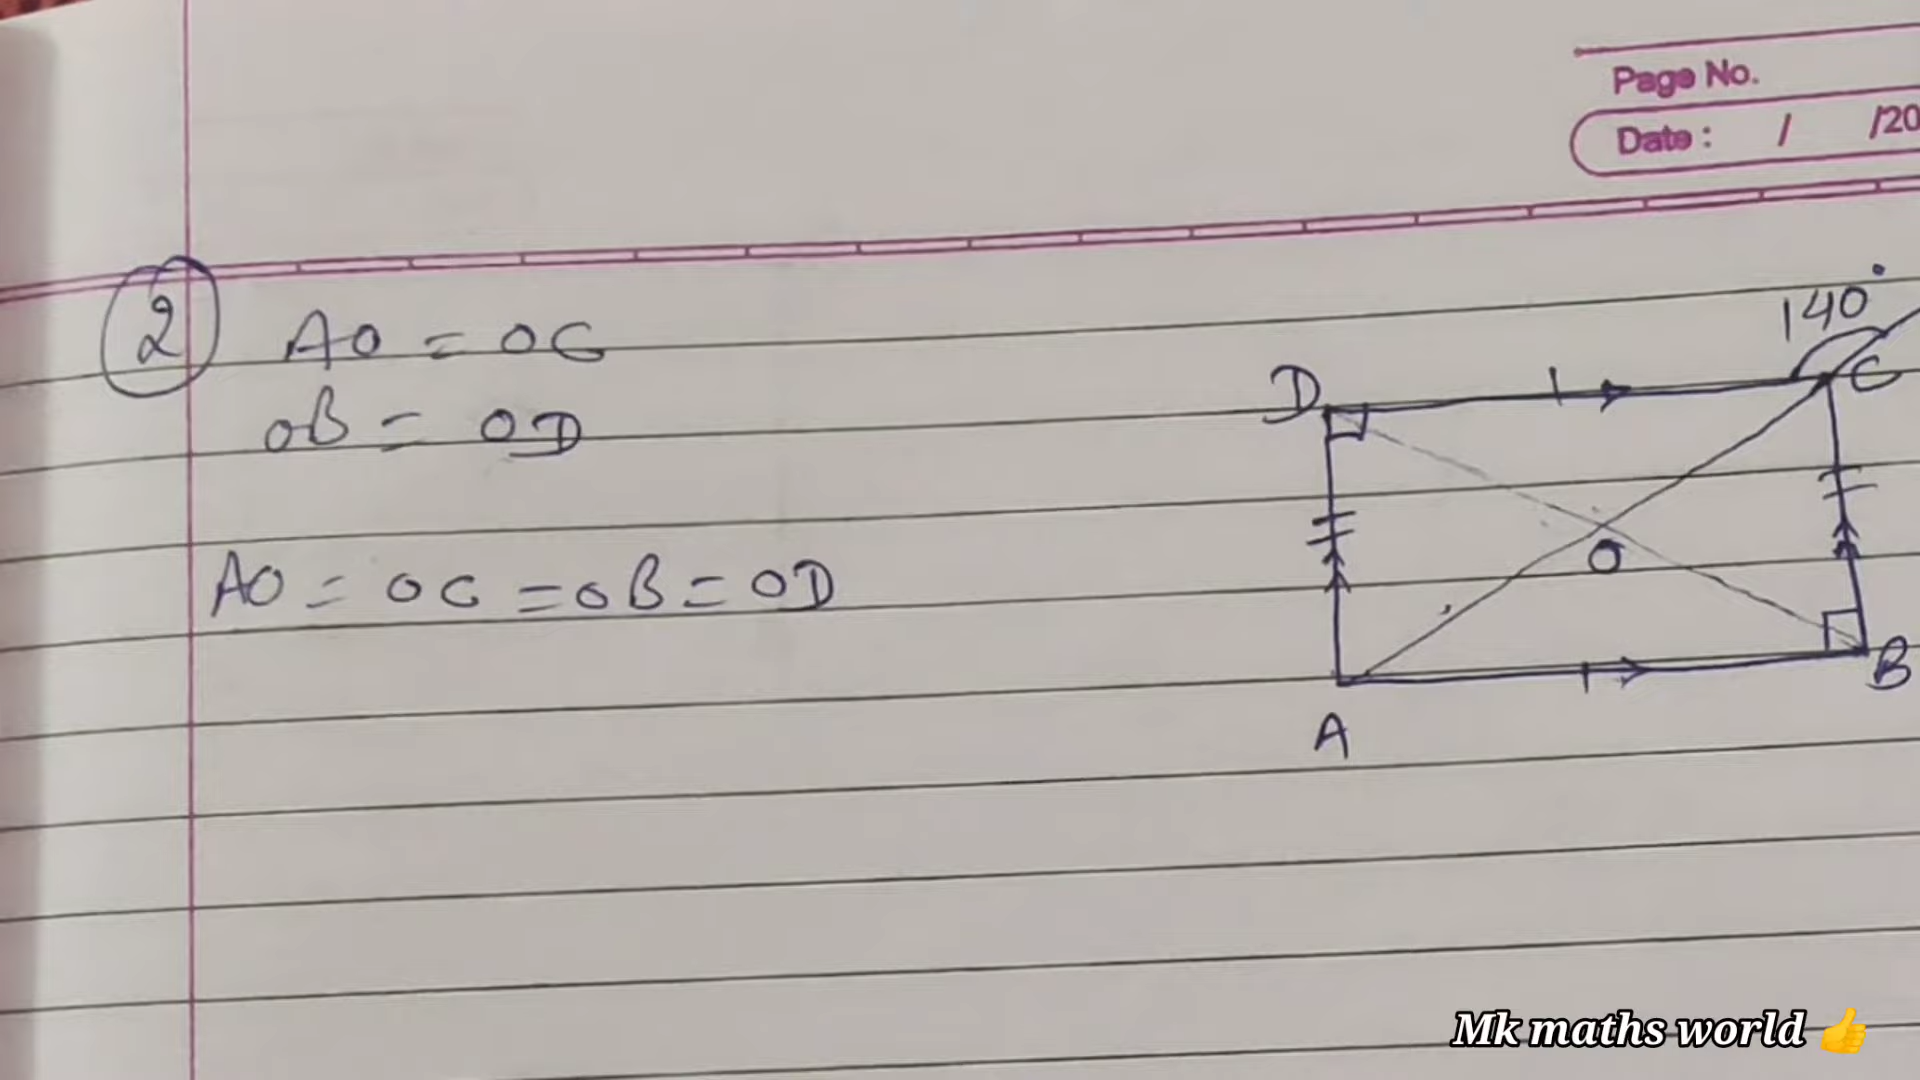 Page No.
Date : / /20
2 AO = OC
OB = OD
AO = OC = OB = OD
140°
D
C
O
B
A
Mk maths world 👍